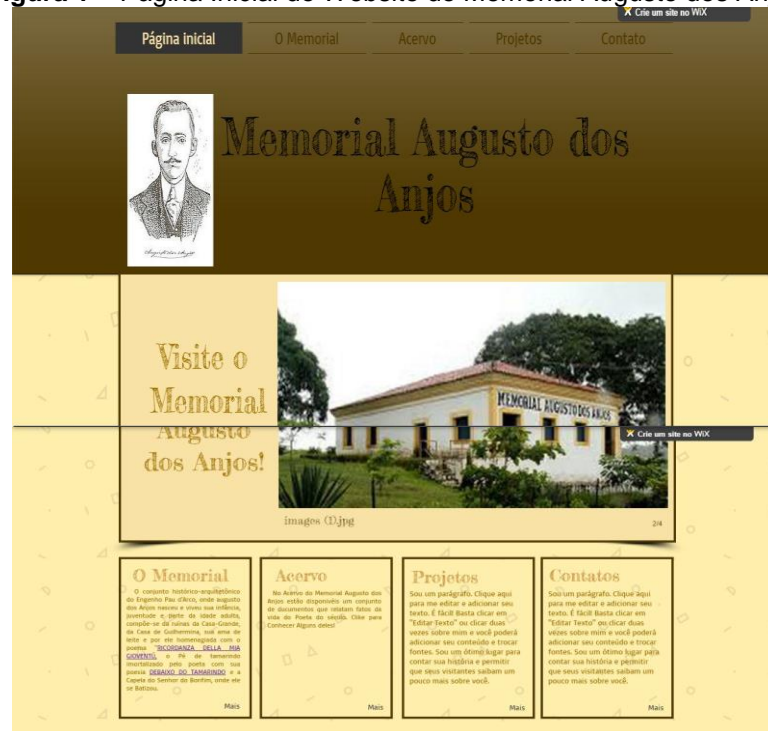 Página inicial do Website do Memorial Augusto dos
Crie um site no WiX
Página inicial
O Memorial
Acervo
Projetos
Contato
Memorial Augusto dos
Anjos
Visite o
Memorial
Augusto
dos Anjos!
MEMORIAL AUGUSTO DOS ANJOS
Crie um site no WiX
images (1).jpg
2/4
O Memorial
O conjunto histórico-arquitetônico
do Engenho Pau d'Arco, onde augusto
dos Anjos nasceu e viveu sua infância,
juventude e parte da idade adulta,
compõe-se da ruínas da Casa-Grande,
da Casa de Guilhermina, sua ama de
leite e por ele homenagiada com o
poema "RICORDANZA DELLA MIA
GIOVENTÚ, o Pé de tamarindo
imortalizado pelo poeta com sua
poesia DEBAIXO DO TAMARINDO e a
Capela do Senhor do Bonfim, onde ele
se Batizou.
Mais
Acervo
No Acervo do Memorial Augusto dos
Anjos estão disponivéis um conjunto
de documentos que relatam fatos da
vida do Poeta do século. Clike para
Conhecer Alguns deles!
Mais
Projetos
Sou um parágrafo. Clique aqui
para me editar e adicionar seu
texto. É fácil! Basta clicar em
"Editar Texto" ou clicar duas
vezes sobre mim e você poderá
adicionar seu conteúdo e trocar
fontes. Sou um ótimo lugar para
contar sua história e permitir
que seus visitantes saibam um
pouco mais sobre você.
Mais
Contatos
Sou um parágrafo. Clique aqui
para me editar e adicionar seu
texto. É fácil! Basta clicar em
"Editar Texto" ou clicar duas
vezes sobre mim e você poderá
adicionar seu conteúdo e trocar
fontes. Sou um ótimo lugar para
contar sua história e permitir
que seus visitantes saibam um
pouco mais sobre você.
Mais